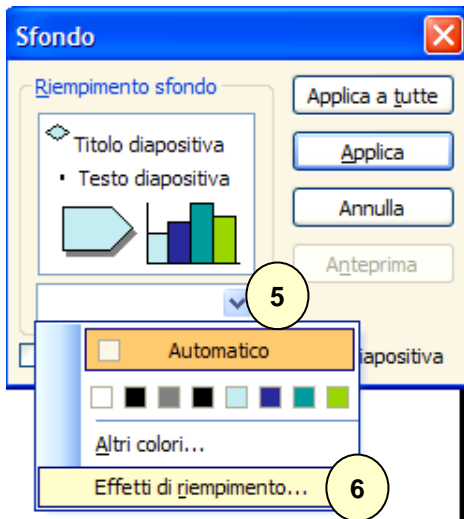 Sfondo
Riempimento sfondo
Applica a tutte
Titolo diapositiva
Testo diapositiva
Applica
Annulla
Anteprima
5
Automatico
iapositiva
Altri colori...
Effetti di riempimento...
6